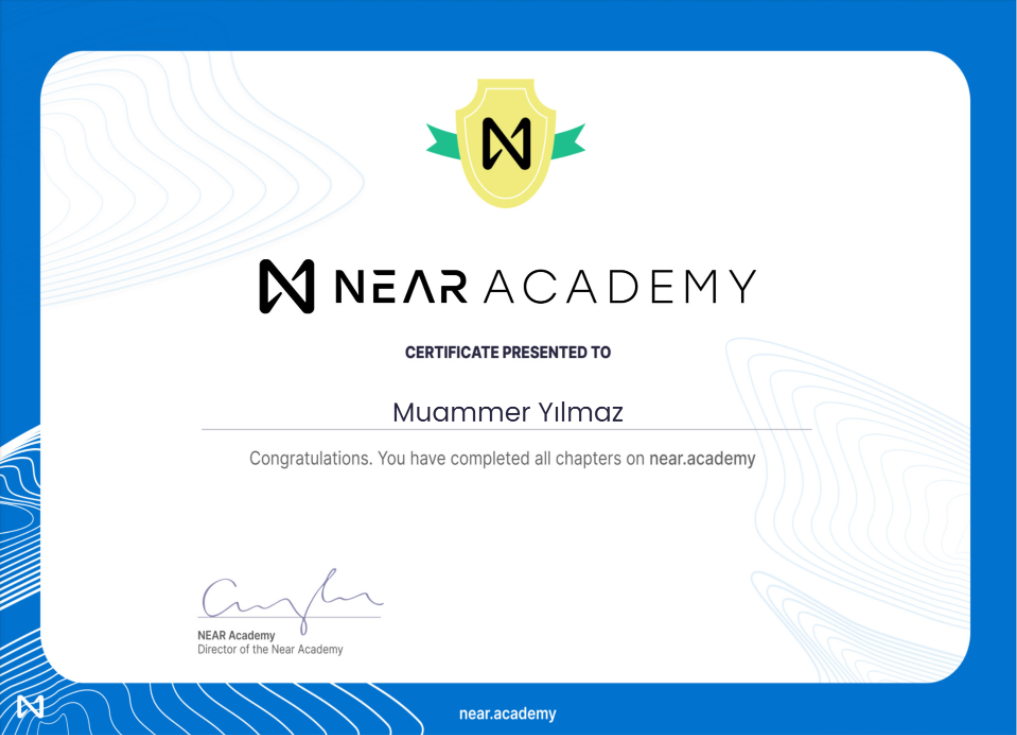 NEAR ACADEMY
CERTIFICATE PRESENTED TO
Muammer Yılmaz
Congratulations. You have completed all chapters on near.academy
NEAR Academy
Director of the Near Academy
near.academy